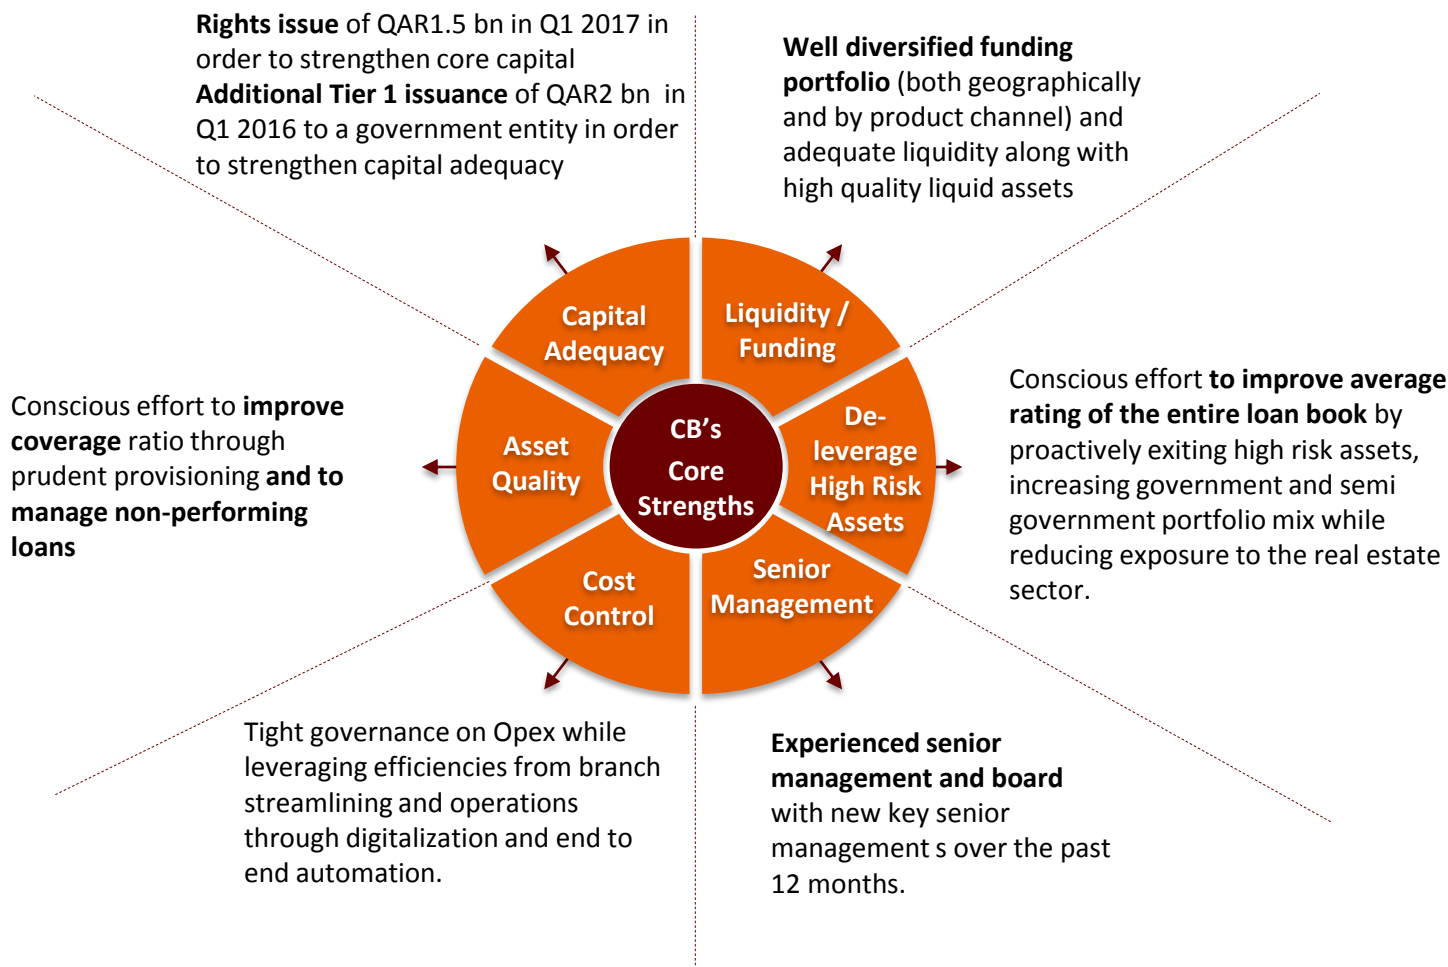 Rights issue of QAR1.5 bn in Q1 2017 in
order to strengthen core capital
Additional Tier 1 issuance of QAR2 bn in
Q1 2016 to a government entity in order
to strengthen capital adequacy
Well diversified funding
portfolio (both geographically
and by product channel) and
adequate liquidity along with
high quality liquid assets
Capital
Adequacy
Liquidity /
Funding
Conscious effort to improve
coverage ratio through
prudent provisioning and to
manage non-performing
loans
Asset
Quality
CB's
Core
Strengths
De-
leverage
High Risk
Assets
Conscious effort to improve average
rating of the entire loan book by
proactively exiting high risk assets,
increasing government and semi
government portfolio mix while
reducing exposure to the real estate
sector.
Cost
Control
Senior
Management
Tight governance on Opex while
leveraging efficiencies from branch
streamlining and operations
through digitalization and end to
end automation.
Experienced senior
management and board
with new key senior
management s over the past
12 months.